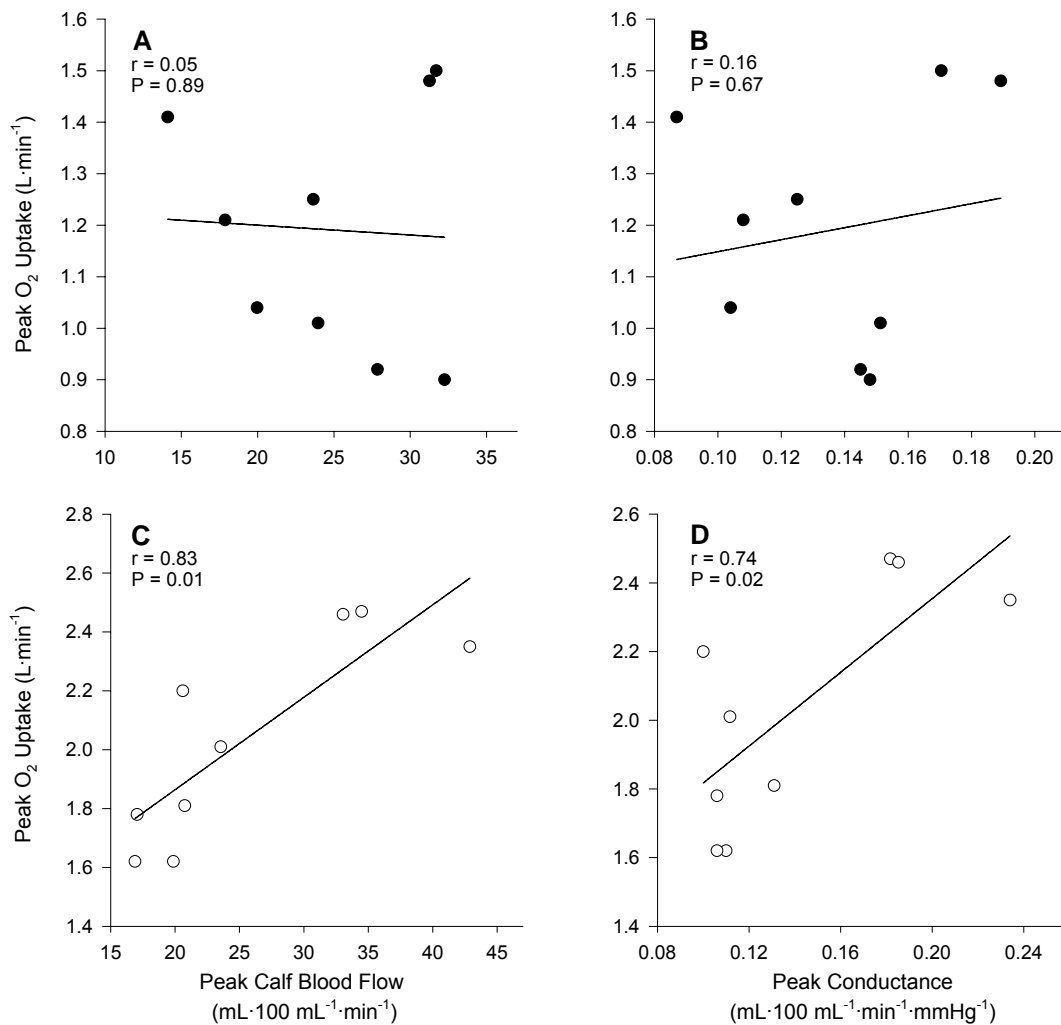 A
r = 0.05
P = 0.89
Peak O₂ Uptake (L·min⁻¹)
1.6
1.5
1.4
1.3
1.2
1.1
1.0
0.9
0.8
10 15 20 25 30 35
B
r = 0.16
P = 0.67
1.6
1.5
1.4
1.3
1.2
1.1
1.0
0.9
0.8
0.08 0.10 0.12 0.14 0.16 0.18 0.20
C
r = 0.83
P = 0.01
Peak O₂ Uptake (L·min⁻¹)
2.8
2.6
2.4
2.2
2.0
1.8
1.6
1.4
15 20 25 30 35 40 45
Peak Calf Blood Flow
(mL·100 mL⁻¹·min⁻¹)
D
r = 0.74
P = 0.02
2.6
2.4
2.2
2.0
1.8
1.6
1.4
0.08 0.12 0.16 0.20 0.24
Peak Conductance
(mL·100 mL⁻¹·min⁻¹·mmHg⁻¹)